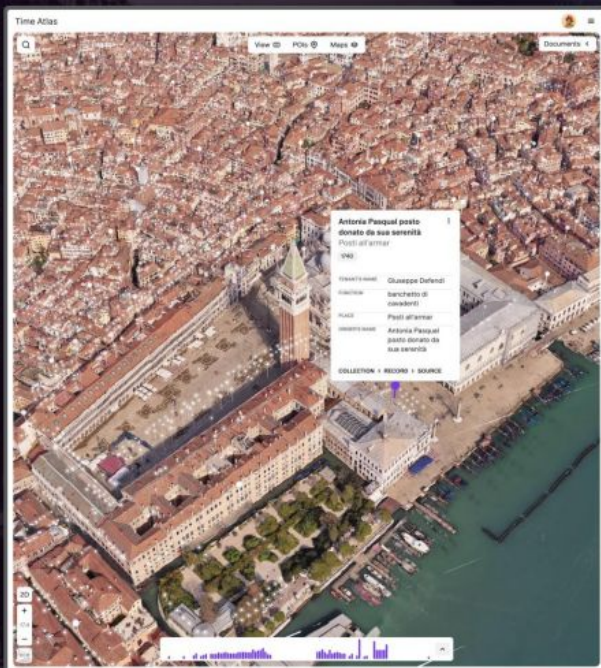 Time Atlas
View
POIs
Maps
Documents
Antonia Pasqual posto
donato da sua serenità
Posti all'armar
1740
TENANT'S NAME Giuseppe Defendi
FUNCTION banchetto di
cavadenti
PLACE Posti all'armar
OWNER'S NAME Antonia Pasqual
posto donato da
sua serenità
COLLECTION RECORD SOURCE
2D
+
−